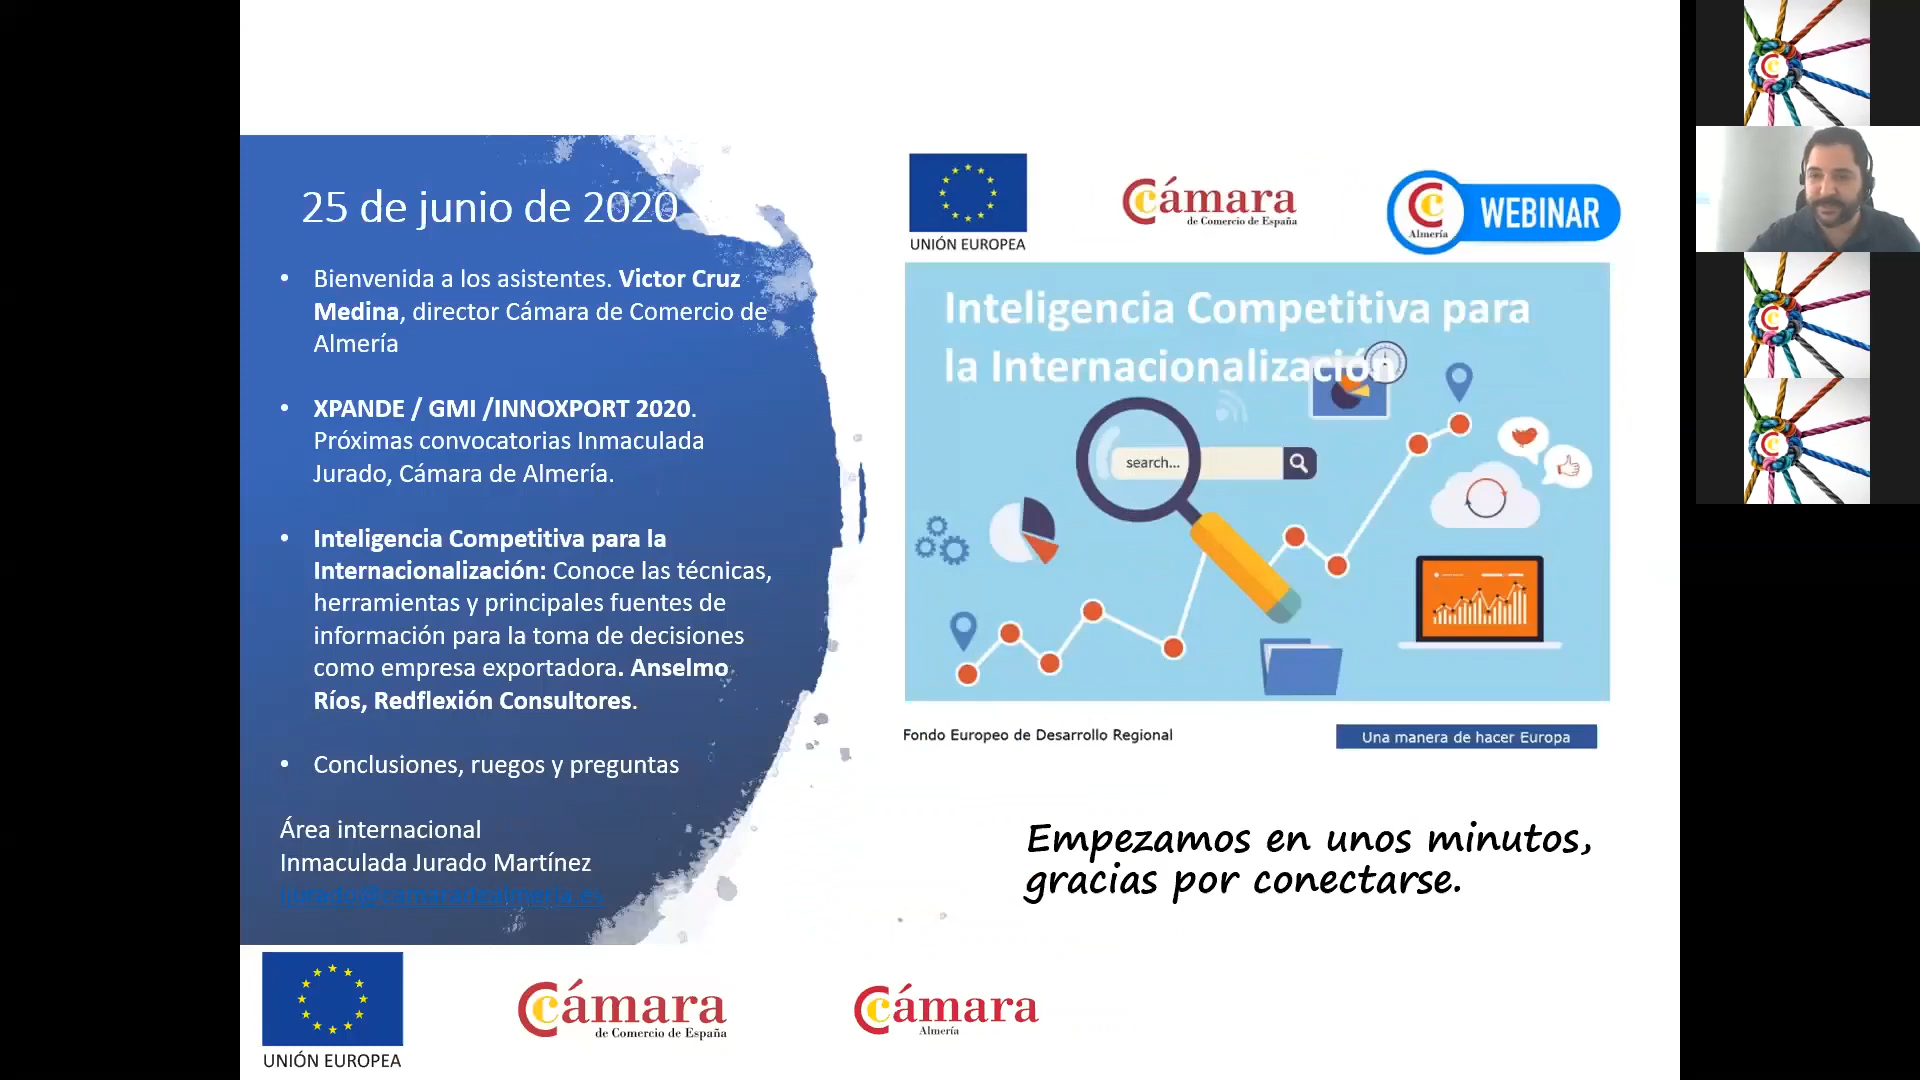 25 de junio de 2020
• Bienvenida a los asistentes. Victor Cruz
Medina, director Cámara de Comercio de
Almería
• XPANDE / GMI /INNOXPORT 2020.
Próximas convocatorias Inmaculada
Jurado, Cámara de Almería.
• Inteligencia Competitiva para la
Internacionalización: Conoce las técnicas,
herramientas y principales fuentes de
información para la toma de decisiones
como empresa exportadora. Anselmo
Ríos, Redflexión Consultores.
• Conclusiones, ruegos y preguntas
Área internacional
Inmaculada Jurado Martínez
ijurado@camaradealmeria.es
UNIÓN EUROPEA
Cámara
de Comercio de España
Almería
WEBINAR
Inteligencia Competitiva para
la Internacionalización
search...
Fondo Europeo de Desarrollo Regional
Una manera de hacer Europa
Empezamos en unos minutos,
gracias por conectarse.
UNIÓN EUROPEA
Cámara
de Comercio de España
Cámara
Almería